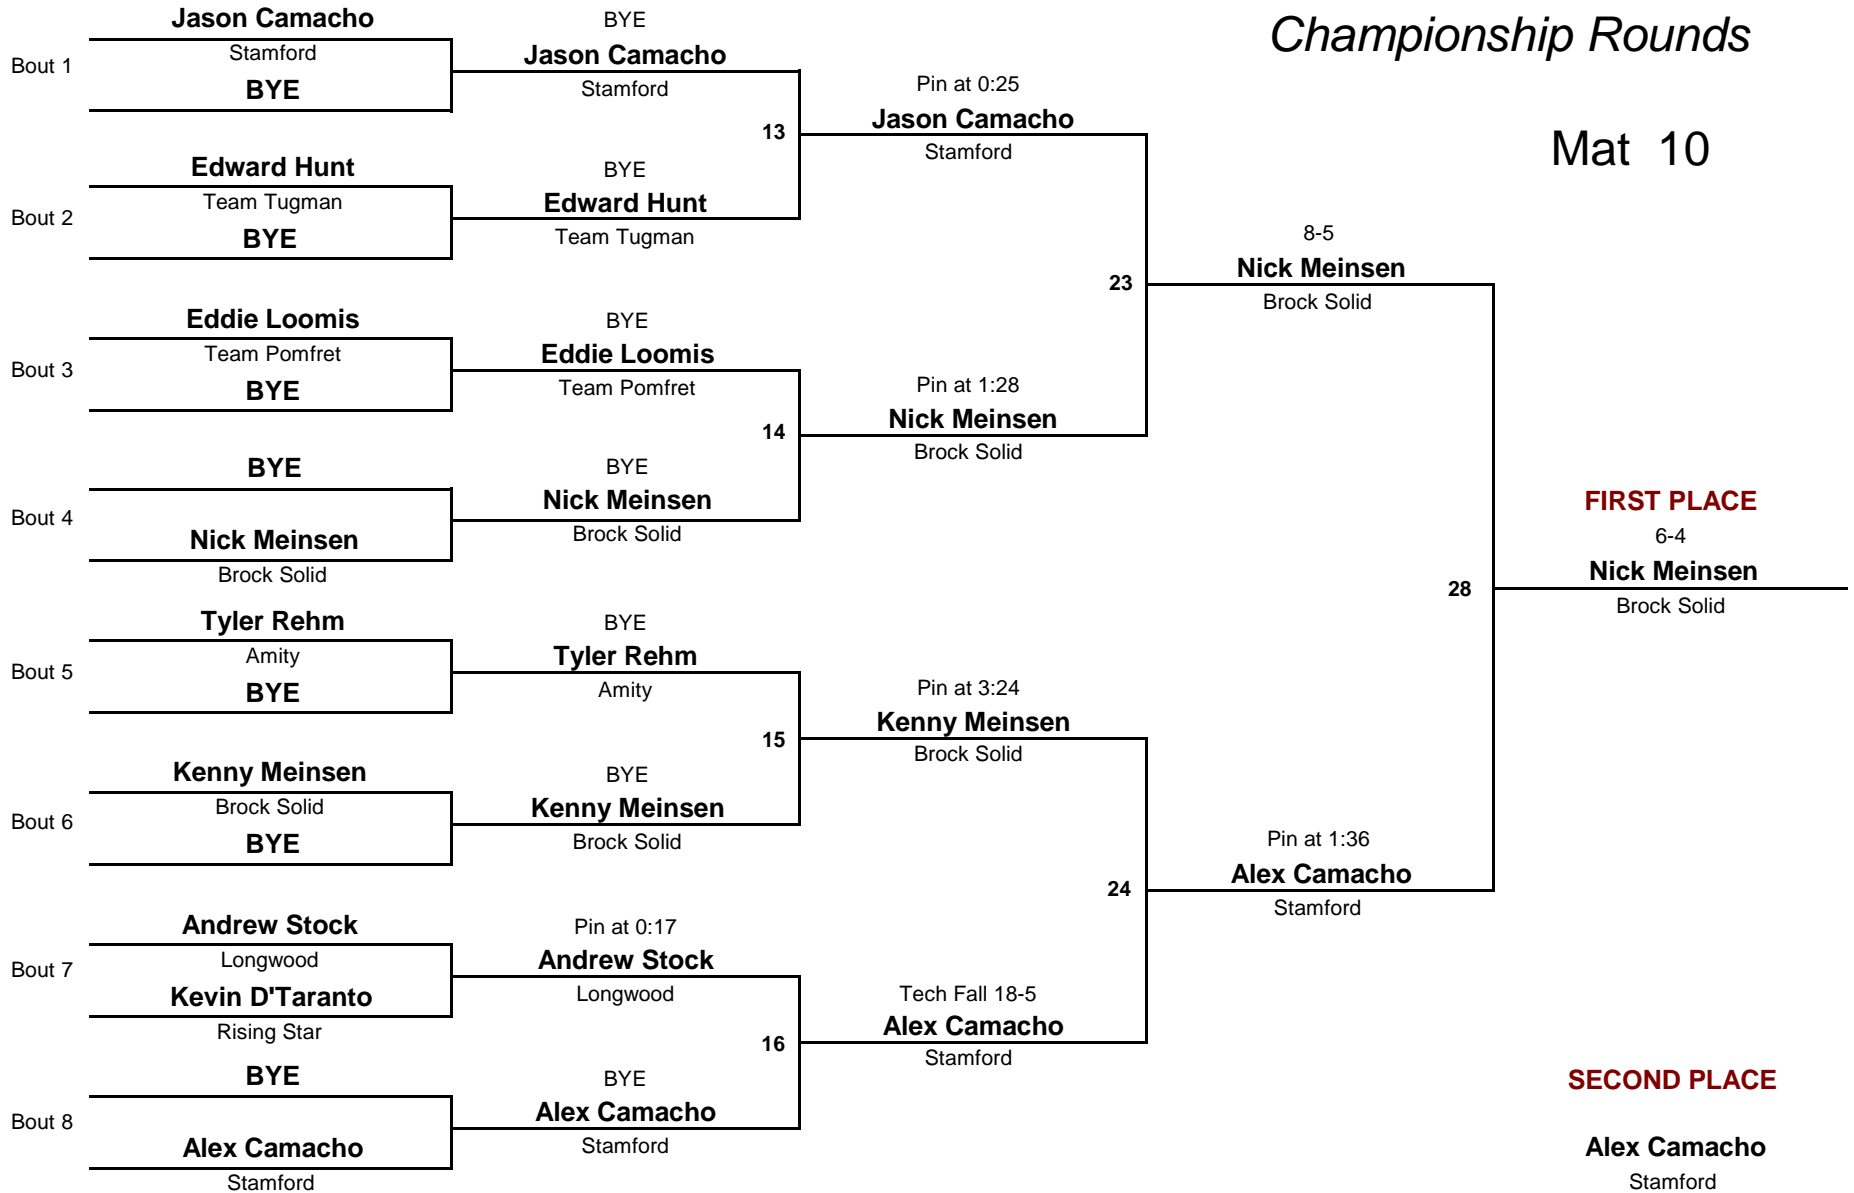 Championship Rounds
Mat 10
Bout 1
Jason Camacho
Stamford
BYE
Bout 2
Edward Hunt
Team Tugman
BYE
Bout 3
Eddie Loomis
Team Pomfret
BYE
Bout 4
BYE
Nick Meinsen
Brock Solid
Bout 5
Tyler Rehm
Amity
BYE
Bout 6
Kenny Meinsen
Brock Solid
BYE
Bout 7
Andrew Stock
Longwood
Kevin D'Taranto
Rising Star
Bout 8
BYE
Alex Camacho
Stamford
BYE
Jason Camacho
Stamford
13
BYE
Edward Hunt
Team Tugman
BYE
Eddie Loomis
Team Pomfret
14
BYE
Nick Meinsen
Brock Solid
BYE
Tyler Rehm
Amity
15
BYE
Kenny Meinsen
Brock Solid
Pin at 0:17
Andrew Stock
Longwood
16
BYE
Alex Camacho
Stamford
Pin at 0:25
Jason Camacho
Stamford
23
Pin at 1:28
Nick Meinsen
Brock Solid
Pin at 3:24
Kenny Meinsen
Brock Solid
24
Tech Fall 18-5
Alex Camacho
Stamford
8-5
Nick Meinsen
Brock Solid
28
Pin at 1:36
Alex Camacho
Stamford
FIRST PLACE
6-4
Nick Meinsen
Brock Solid
SECOND PLACE
Alex Camacho
Stamford